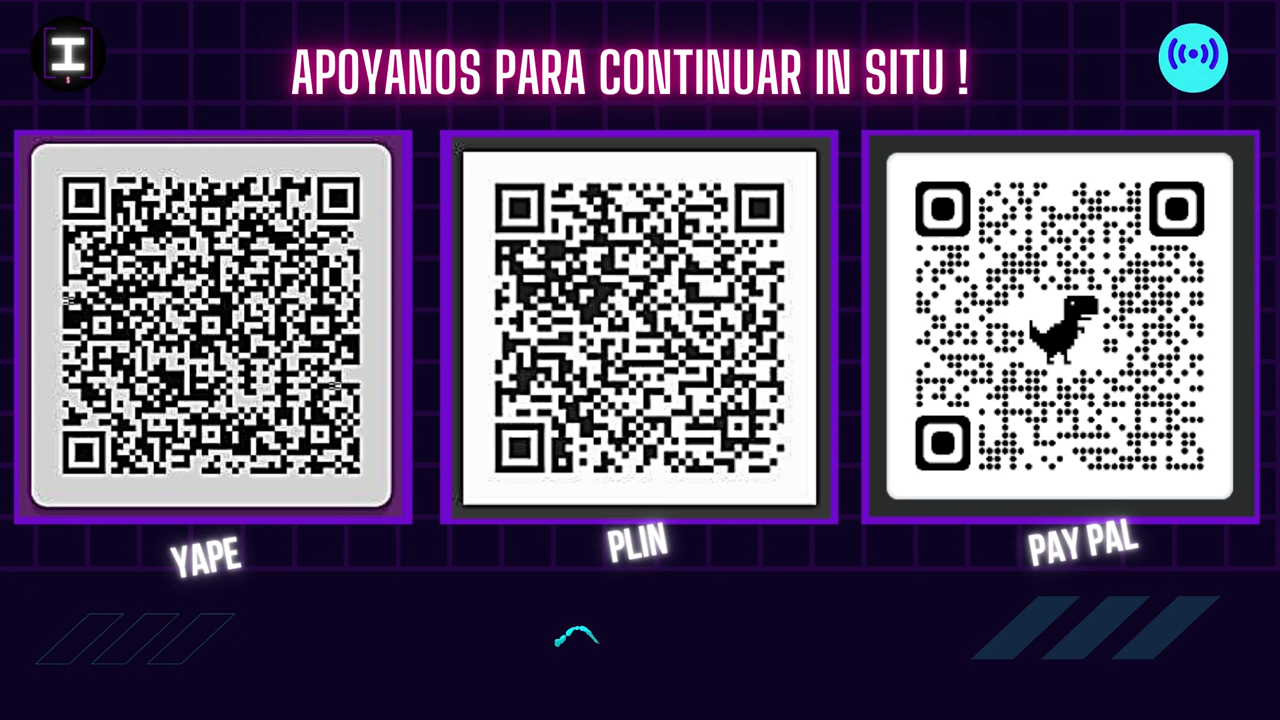 I
$
APOYANOS PARA CONTINUAR IN SITU !
YAPE
PLIN
PAY PAL